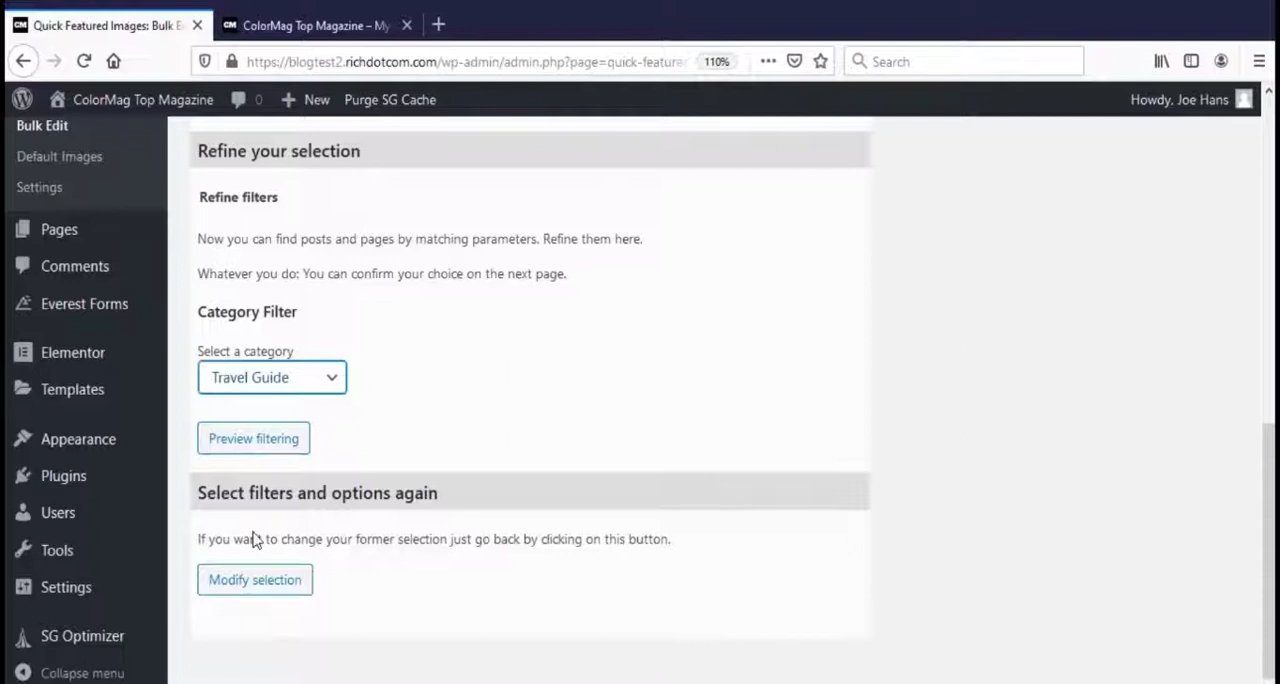 CM Quick Featured Images: Bulk E
CM ColorMag Top Magazine – My
https://blogtest2.richdotcom.com/wp-admin/admin.php?page=quick-feature
110%
Search
ColorMag Top Magazine
0
New
Purge SG Cache
Howdy, Joe Hans
Bulk Edit
Default Images
Settings
Pages
Comments
Everest Forms
Elementor
Templates
Appearance
Plugins
Users
Tools
Settings
SG Optimizer
Collapse menu
Refine your selection
Refine filters
Now you can find posts and pages by matching parameters. Refine them here.
Whatever you do: You can confirm your choice on the next page.
Category Filter
Select a category
Travel Guide
Preview filtering
Select filters and options again
If you want to change your former selection just go back by clicking on this button.
Modify selection